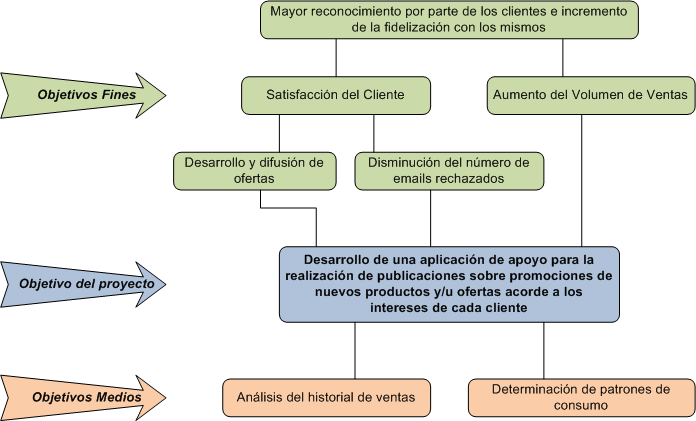 Mayor reconocimiento por parte de los clientes e incremento
de la fidelización con los mismos
Objetivos Fines
Satisfacción del Cliente
Aumento del Volumen de Ventas
Desarrollo y difusión de
ofertas
Disminución del número de
emails rechazados
Objetivo del proyecto
Desarrollo de una aplicación de apoyo para la
realización de publicaciones sobre promociones de
nuevos productos y/u ofertas acorde a los
intereses de cada cliente
Objetivos Medios
Análisis del historial de ventas
Determinación de patrones de
consumo